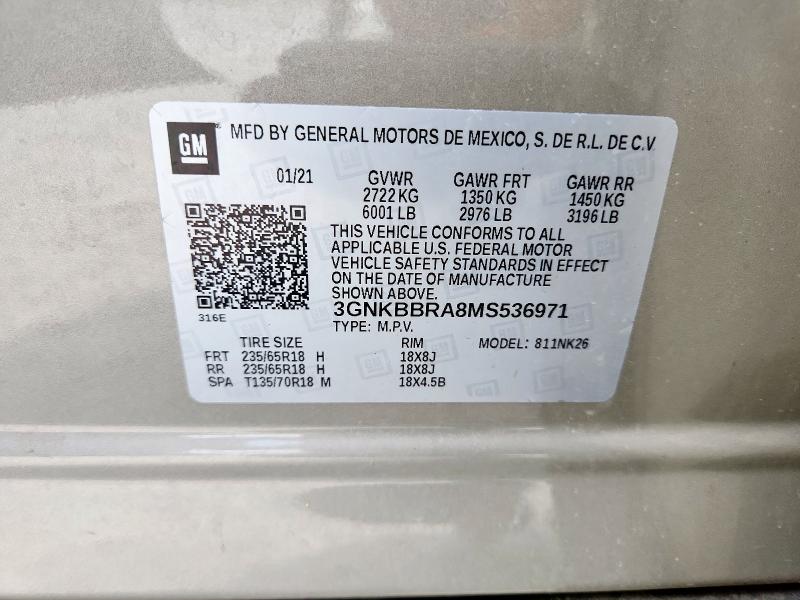 GM
MFD BY GENERAL MOTORS DE MEXICO, S. DE R.L. DE C.V.
01/21 GVWR GAWR FRT GAWR RR
2722 KG 1350 KG 1450 KG
6001 LB 2976 LB 3196 LB
THIS VEHICLE CONFORMS TO ALL
APPLICABLE U.S. FEDERAL MOTOR
VEHICLE SAFETY STANDARDS IN EFFECT
ON THE DATE OF MANUFACTURE
SHOWN ABOVE.
3GNKBBRA8MS536971
316E
TYPE: M.P.V.
TIRE SIZE RIM MODEL: 811NK26
FRT 235/65R18 H 18X8J
RR 235/65R18 H 18X8J
SPA T135/70R18 M 18X4.5B